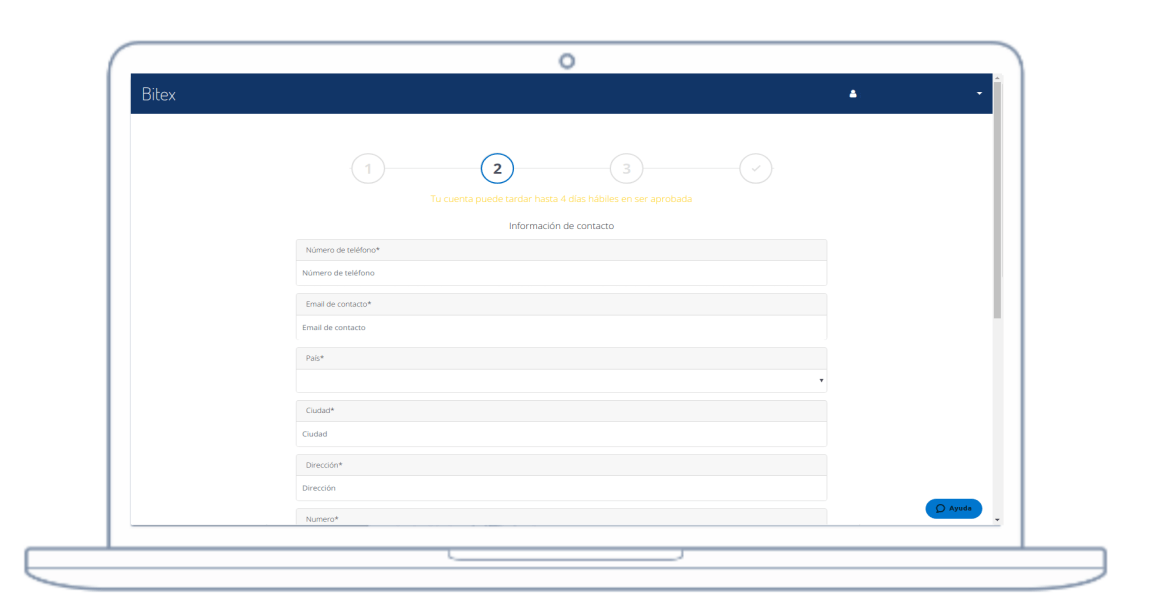 Bitex
1 2 3
Tu cuenta puede tardar hasta 4 días hábiles en ser aprobada
Información de contacto
Número de teléfono*
Número de teléfono
Email de contacto*
Email de contacto
País*
Ciudad*
Ciudad
Dirección*
Dirección
Numero*
Ayuda